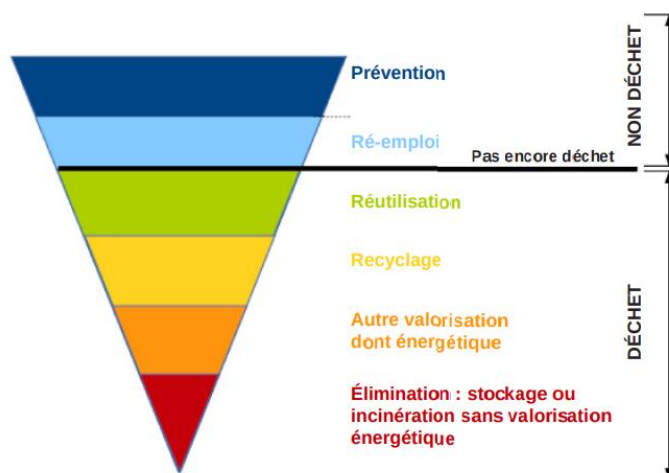 Prévention
Ré-emploi
Pas encore déchet
Réutilisation
Recyclage
Autre valorisation
dont énergétique
Élimination : stockage ou
incinération sans valorisation
énergétique
NON DÉCHET
DÉCHET